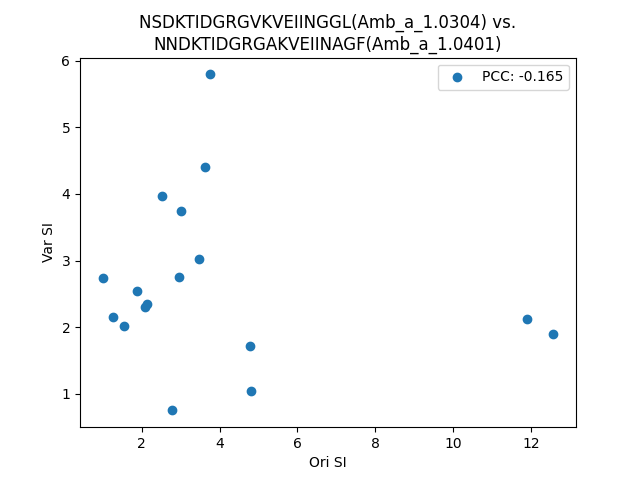 NSDKTIDGRGVKVEIINGGL(Amb_a_1.0304) vs.
NNDKTIDGRGAKVEIINAGF(Amb_a_1.0401)
PCC: -0.165
6
5
4
3
2
1
Var SI
2 4 6 8 10 12
Ori SI